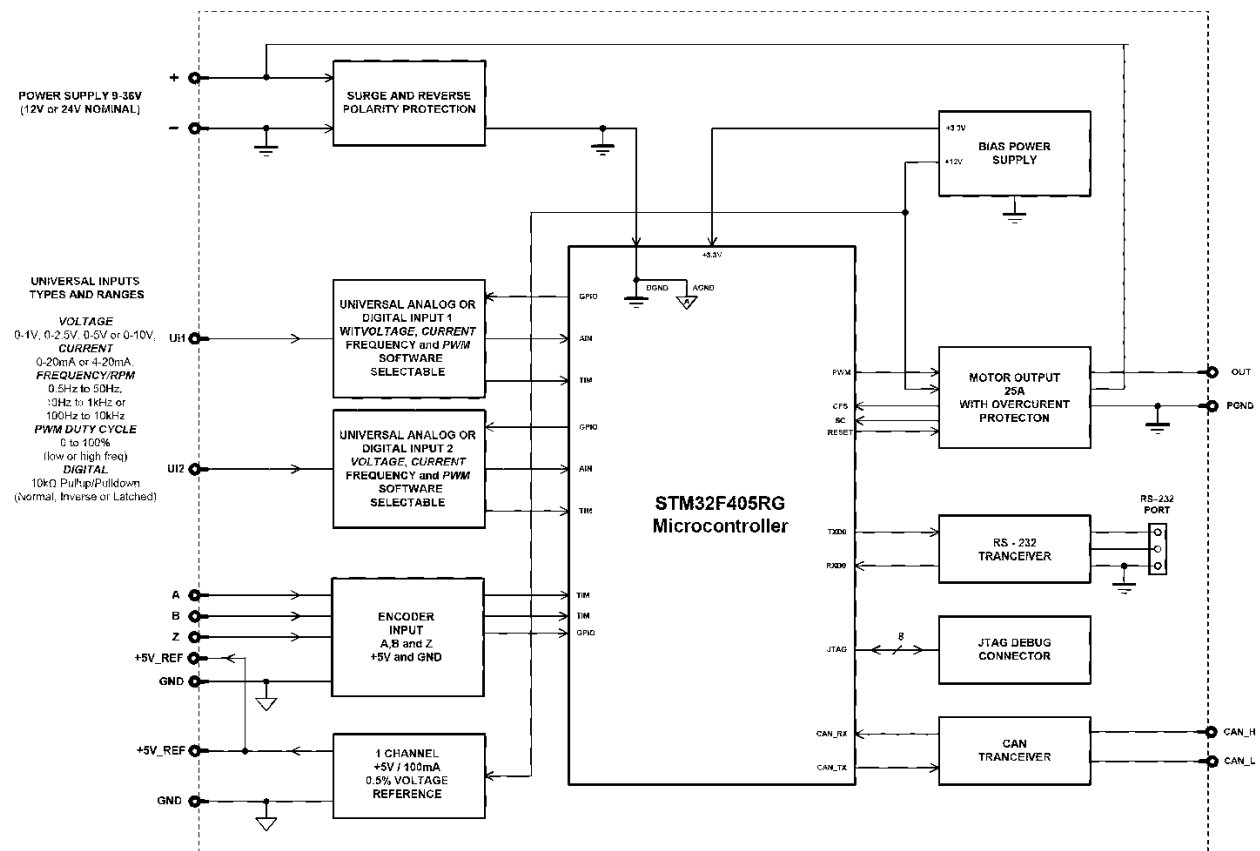 POWER SUPPLY 9-36V
(12V or 24V NOMINAL)
+
−
SURGE AND REVERSE
POLARITY PROTECTION
+3.3V
+12V
BIAS POWER
SUPPLY
UNIVERSAL INPUTS
TYPES AND RANGES
VOLTAGE
0-1V, 0-2.5V, 0-5V or 0-10V,
CURRENT
0-20mA or 4-20mA,
FREQUENCY/RPM
0.5Hz to 50Hz,
10Hz to 1kHz or
100Hz to 10kHz
PWM DUTY CYCLE
0 to 100%
(low or high freq)
DIGITAL
10kΩ Pullup/Pulldown
(Normal, Inverse or Latched)
UI1
UNIVERSAL ANALOG OR
DIGITAL INPUT 1
WITVOLTAGE, CURRENT
FREQUENCY and PWM
SOFTWARE
SELECTABLE
GPIO
AIN
TIM
UI2
UNIVERSAL ANALOG OR
DIGITAL INPUT 2
VOLTAGE, CURRENT
FREQUENCY and PWM
SOFTWARE
SELECTABLE
GPIO
AIN
TIM
A
B
Z
+5V_REF
GND
ENCODER
INPUT
A,B and Z
+5V and GND
TIM
TIM
GPIO
+5V_REF
GND
1 CHANNEL
+5V / 100mA
0.5% VOLTAGE
REFERENCE
+3.3V
DGND
AGND
A
STM32F405RG
Microcontroller
PWM
CFS
SC
RESET
MOTOR OUTPUT
25A
WITH OVERCURENT
PROTECTON
OUT
PGND
TXD0
RXD0
RS - 232
TRANCEIVER
RS-232
PORT
JTAG
8
JTAG DEBUG
CONNECTOR
CAN_RX
CAN_TX
CAN
TRANCEIVER
CAN_H
CAN_L